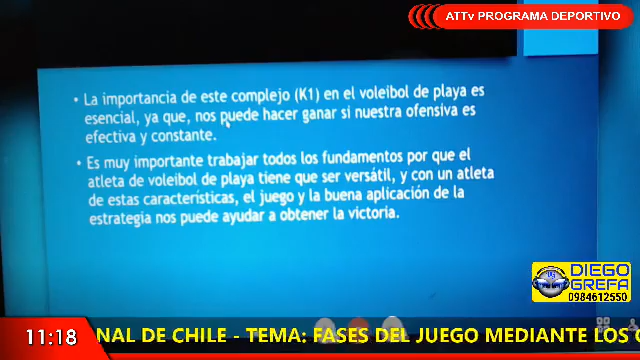 ATTv PROGRAMA DEPORTIVO
• La importancia de este complejo (K1) en el voleibol de playa es
esencial, ya que, nos puede hacer ganar si nuestra ofensiva es
efectiva y constante.
• Es muy importante trabajar todos los fundamentos por que el
atleta de voleibol de playa tiene que ser versátil, y con un atleta
de estas características, el juego y la buena aplicación de la
estrategia nos puede ayudar a obtener la victoria.
DIEGO
GREFA
0984612550
11:18
NAL DE CHILE - TEMA: FASES DEL JUEGO MEDIANTE LOS